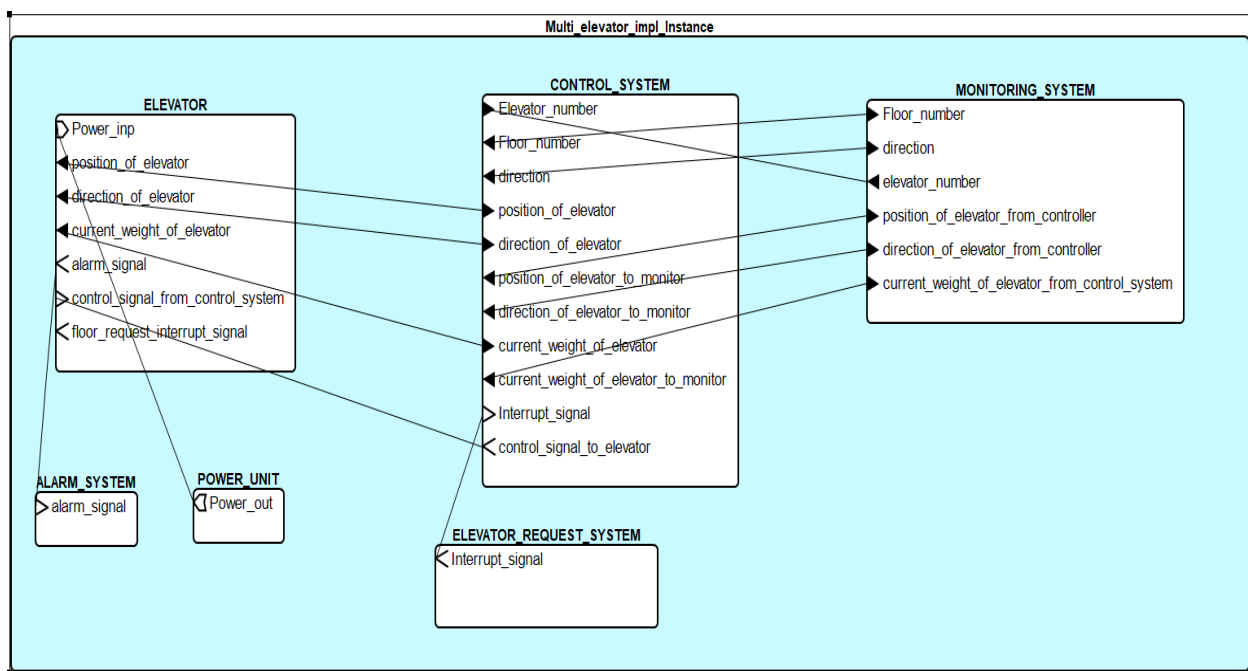 Multi_elevator_impl_Instance
ELEVATOR
Power_inp
position_of_elevator
direction_of_elevator
current_weight_of_elevator
alarm_signal
control_signal_from_control_system
floor_request_interrupt_signal
CONTROL_SYSTEM
Elevator_number
Floor_number
direction
position_of_elevator
direction_of_elevator
position_of_elevator_to_monitor
direction_of_elevator_to_monitor
current_weight_of_elevator
current_weight_of_elevator_to_monitor
Interrupt_signal
control_signal_to_elevator
MONITORING_SYSTEM
Floor_number
direction
elevator_number
position_of_elevator_from_controller
direction_of_elevator_from_controller
current_weight_of_elevator_from_control_system
ALARM_SYSTEM
alarm_signal
POWER_UNIT
Power_out
ELEVATOR_REQUEST_SYSTEM
Interrupt_signal